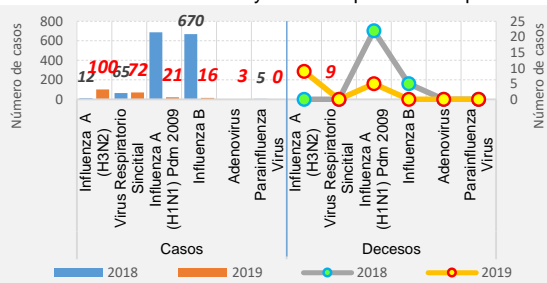 800
600
400
200
0
Número de casos
12
100
65
72
21
670
16
3
5
0
9
25
20
15
10
5
0
Número de casos
Influenza A
(H3N2)
Virus Respiratorio
Sincitial
Influenza A
(H1N1) Pdm 2009
Influenza B
Adenovirus
Parainfluenza
Virus
Influenza A
(H3N2)
Virus Respiratorio
Sincitial
Influenza A
(H1N1) Pdm 2009
Influenza B
Adenovirus
Parainfluenza
Virus
Casos
Decesos
2018
2019
2018
2019